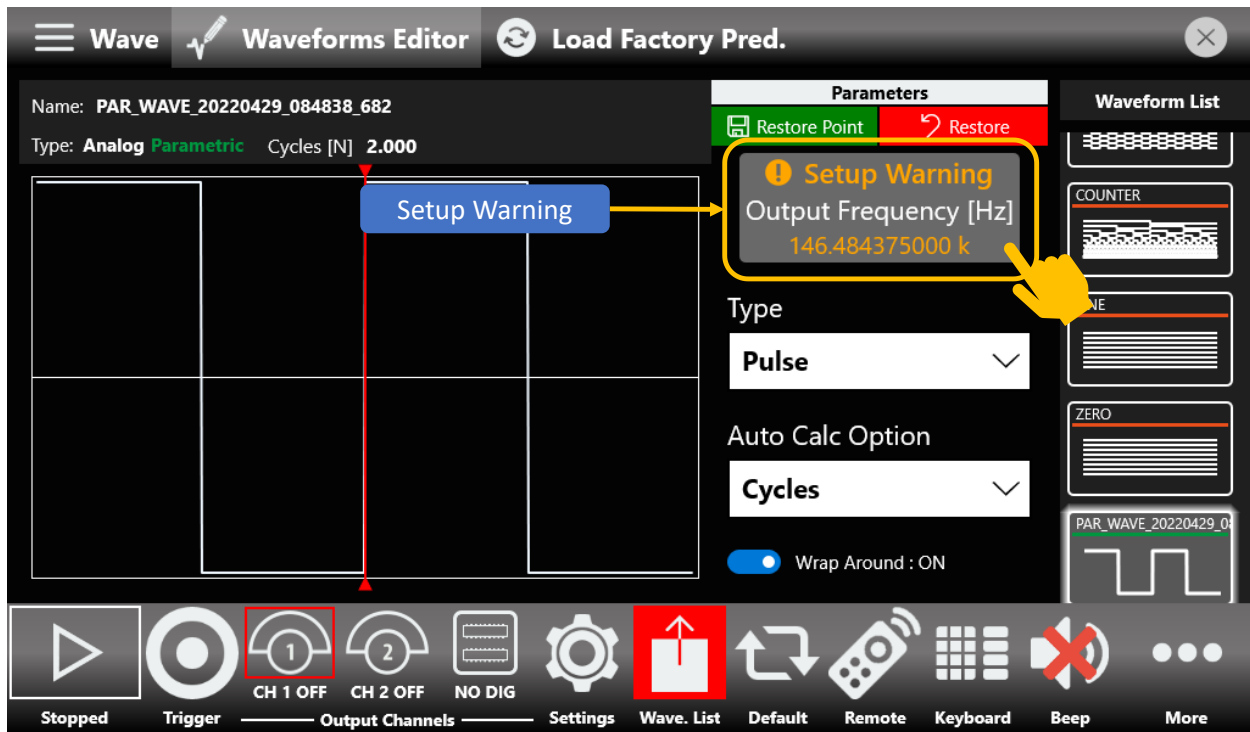 Wave
Waveforms Editor
Load Factory Pred.
Name: PAR_WAVE_20220429_084838_682
Type: Analog Parametric Cycles [N] 2.000
Parameters
Restore Point
Restore
Setup Warning
Output Frequency [Hz]
146.484375000 k
Setup Warning
Type
Pulse
Auto Calc Option
Cycles
Wrap Around : ON
Waveform List
COUNTER
ZERO
PAR_WAVE_20220429_08
1
2
CH 1 OFF
CH 2 OFF
NO DIG
Stopped
Trigger
Output Channels
Settings
Wave. List
Default
Remote
Keyboard
Beep
More